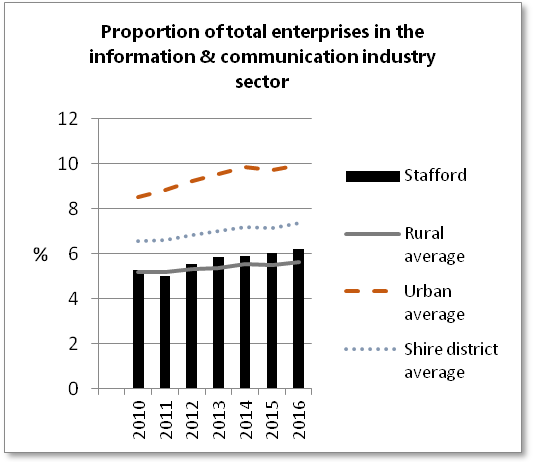 Proportion of total enterprises in the
information & communication industry
sector
12
10
8
6
4
2
0
%
2010
2011
2012
2013
2014
2015
2016
Stafford
Rural
average
Urban
average
Shire district
average